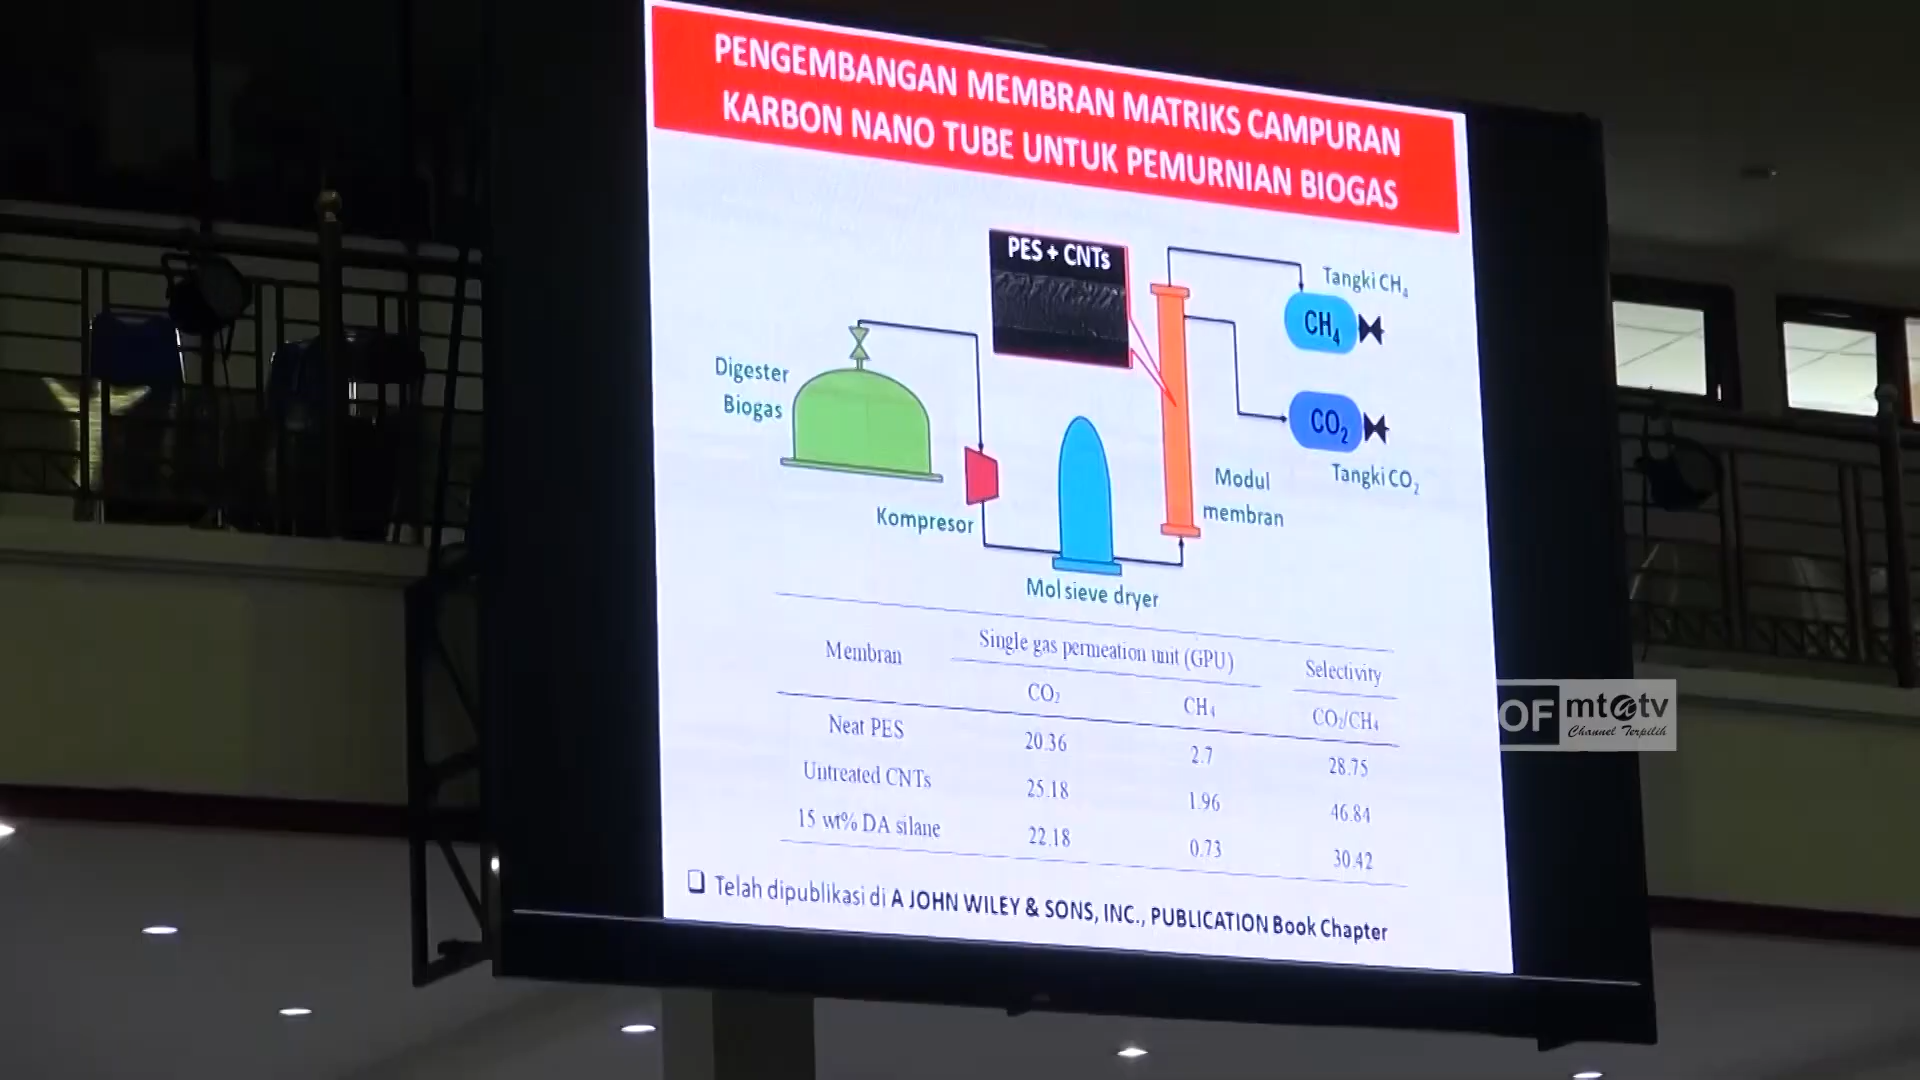 PENGEMBANGAN MEMBRAN MATRIKS CAMPURAN
KARBON NANO TUBE UNTUK PEMURNIAN BIOGAS
PES + CNTs
Tangki CH₄
CH₄
Digester
Biogas
CO₂
Tangki CO₂
Modul
membran
Kompresor
Mol sieve dryer
Membran Single gas permeation unit (GPU) Selectivity
CO₂ CH₄ CO₂/CH₄
Neat PES 20.36 2.7 28.75
Untreated CNTs 25.18 1.96 46.84
15 wt% DA silane 22.18 0.73 30.42
❑ Telah dipublikasi di A JOHN WILEY & SONS, INC., PUBLICATION Book Chapter
OF mt@tv
Channel Terpilih